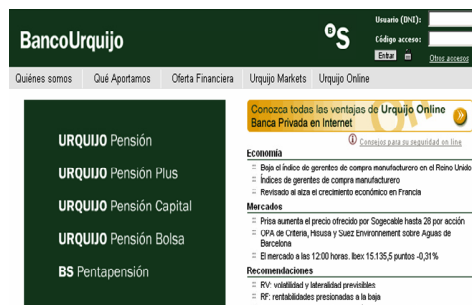 BancoUrquijo
BS
Usuario (DNI):
Código acceso:
Entrar
Otros accesos
Quiénes somos
Qué Aportamos
Oferta Financiera
Urquijo Markets
Urquijo Online
URQUIJO Pensión
URQUIJO Pensión Plus
URQUIJO Pensión Capital
URQUIJO Pensión Bolsa
BS Pentapensión
Conozca todas las ventajas de Urquijo Online
Banca Privada en Internet
On
Consejos para su seguridad on line
Economía
Baja el índice de gerentes de compra manufacturero en el Reino Unido
Índices de gerentes de compra manufacturero
Revisado al alza el crecimiento económico en Francia
Mercados
Prisa aumenta el precio ofrecido por Sogecable hasta 28 por acción
OPA de Criteria, Hisusa y Suez Environnement sobre Aguas de
Barcelona
El mercado a las 12:00 horas. Ibex 15.135,5 puntos -0,31%
Recomendaciones
RV: volatilidad y lateralidad previsibles
RF: rentabilidades presionadas a la baja